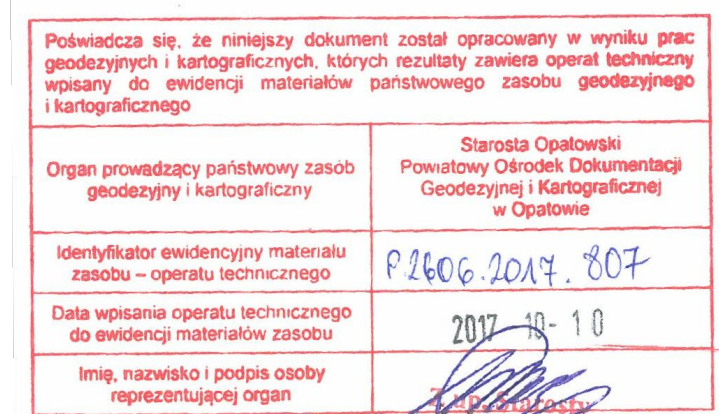 Poświadcza się, że niniejszy dokument został opracowany w wyniku prac
geodezyjnych i kartograficznych, których rezultaty zawiera operat techniczny
wpisany do ewidencji materiałów państwowego zasobu geodezyjnego
i kartograficznego
Organ prowadzący państwowy zasób
geodezyjny i kartograficzny
Starosta Opatowski
Powiatowy Ośrodek Dokumentacji
Geodezyjnej i Kartograficznej
w Opatowie
Identyfikator ewidencyjny materiału
zasobu – operatu technicznego
P.2606.2017.807
Data wpisania operatu technicznego
do ewidencji materiałów zasobu
2017 -10- 10
Imię, nazwisko i podpis osoby
reprezentującej organ
Z up. Starosty